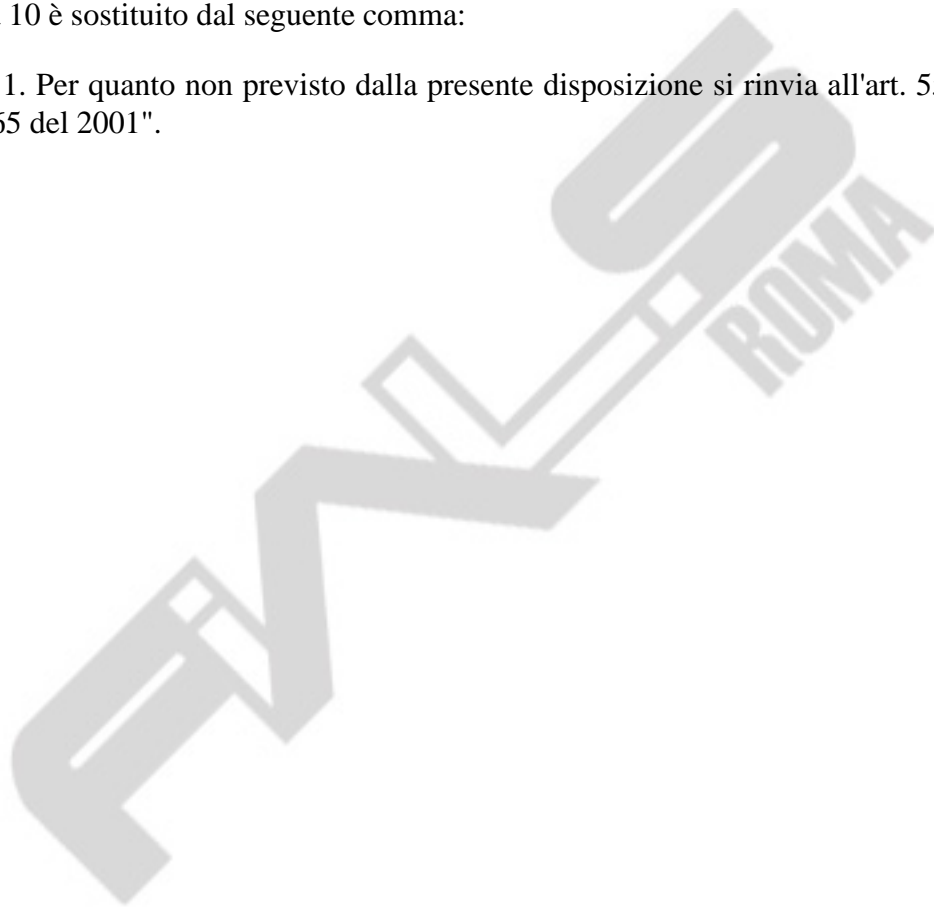 10 è sostituito dal seguente comma:
1. Per quanto non previsto dalla presente disposizione si rinvia all'art. 5
65 del 2001".
FIALS
ROMA